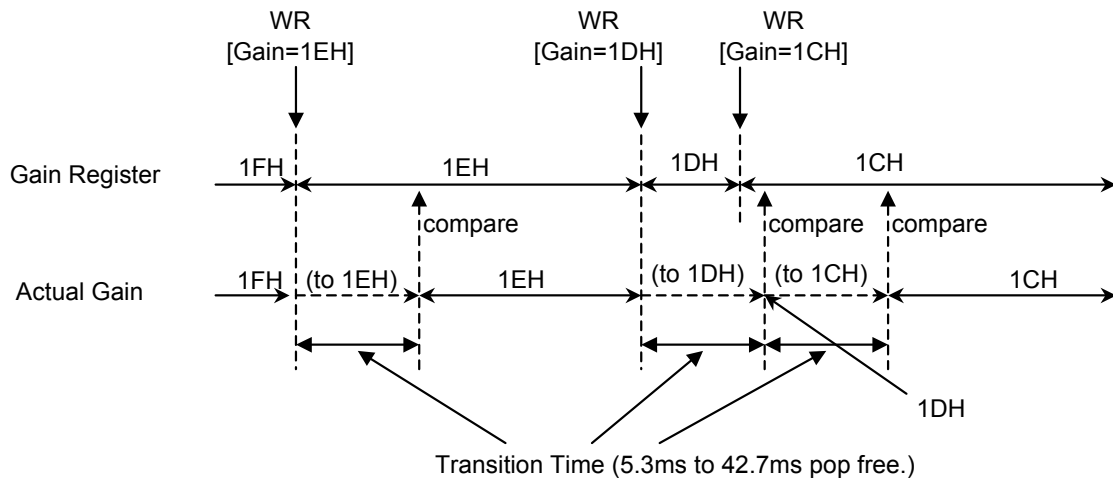 WR
[Gain=1EH]
WR
[Gain=1DH]
WR
[Gain=1CH]
Gain Register
1FH
1EH
1DH
1CH
compare
compare
compare
Actual Gain
1FH
(to 1EH)
1EH
(to 1DH)
(to 1CH)
1CH
1DH
Transition Time (5.3ms to 42.7ms pop free.)